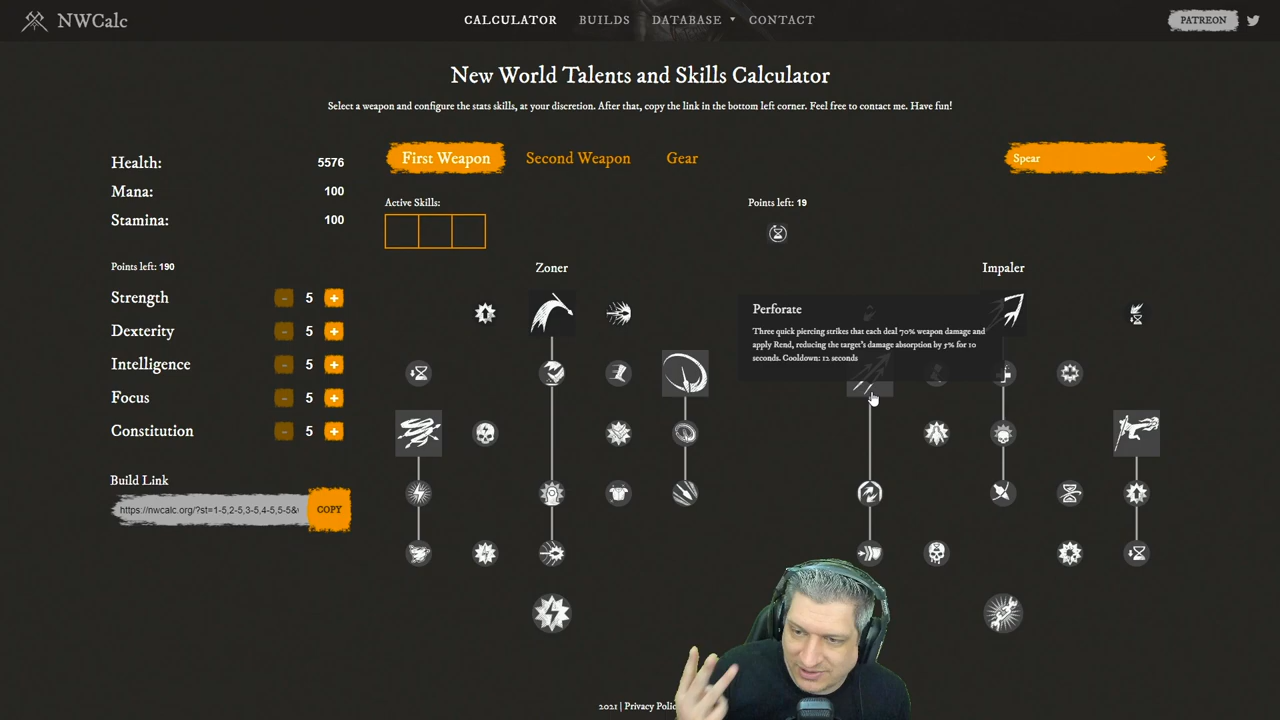 NWCalc
CALCULATOR
BUILDS
DATABASE
CONTACT
PATREON
New World Talents and Skills Calculator
Select a weapon and configure the stats skills, at your discretion. After that, copy the link in the bottom left corner. Feel free to contact me. Have fun!
Health: 5576
Mana: 100
Stamina: 100
Points left: 190
Strength - 5 +
Dexterity - 5 +
Intelligence - 5 +
Focus - 5 +
Constitution - 5 +
Build Link
https://nwcalc.org/?st=1-5,2-5,3-5,4-5,5-5&
COPY
First Weapon
Second Weapon
Gear
Spear
Active Skills:
Points left: 19
Zoner
Impaler
Perforate
Three quick piercing strikes that each deal 70% weapon damage and
apply Rend, reducing the target's damage absorption by 5% for 10
seconds. Cooldown: 12 seconds
2021 | Privacy Polic